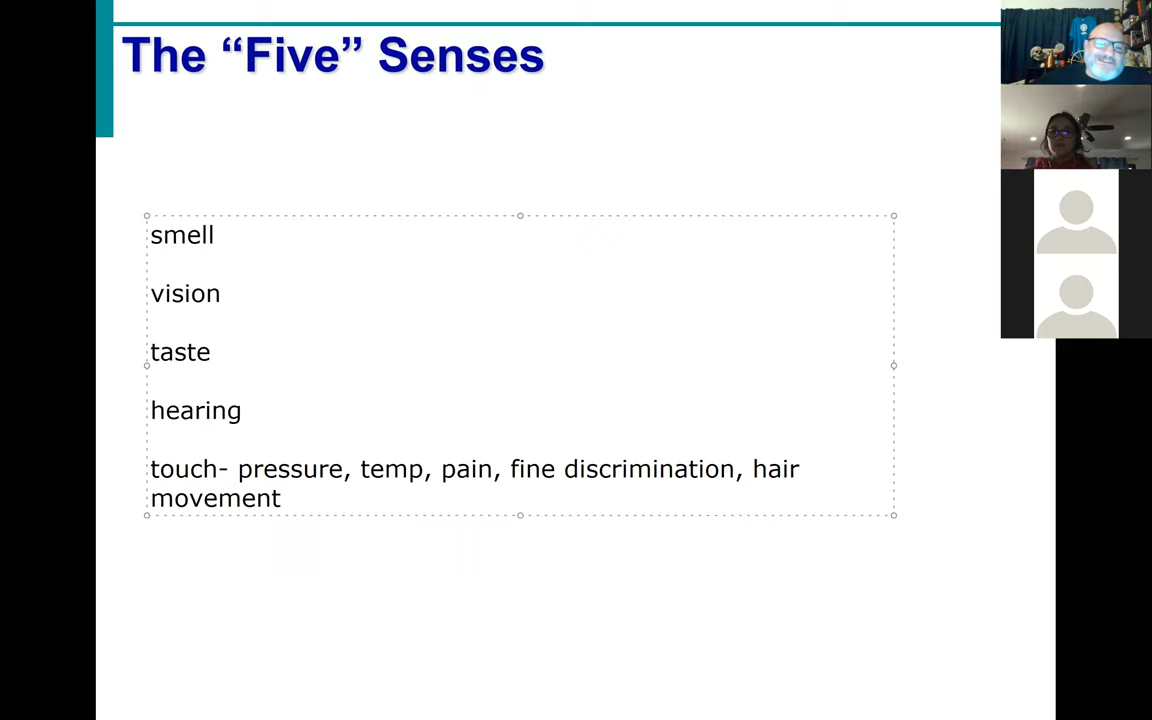 The “Five” Senses
smell
vision
taste
hearing
touch- pressure, temp, pain, fine discrimination, hair
movement